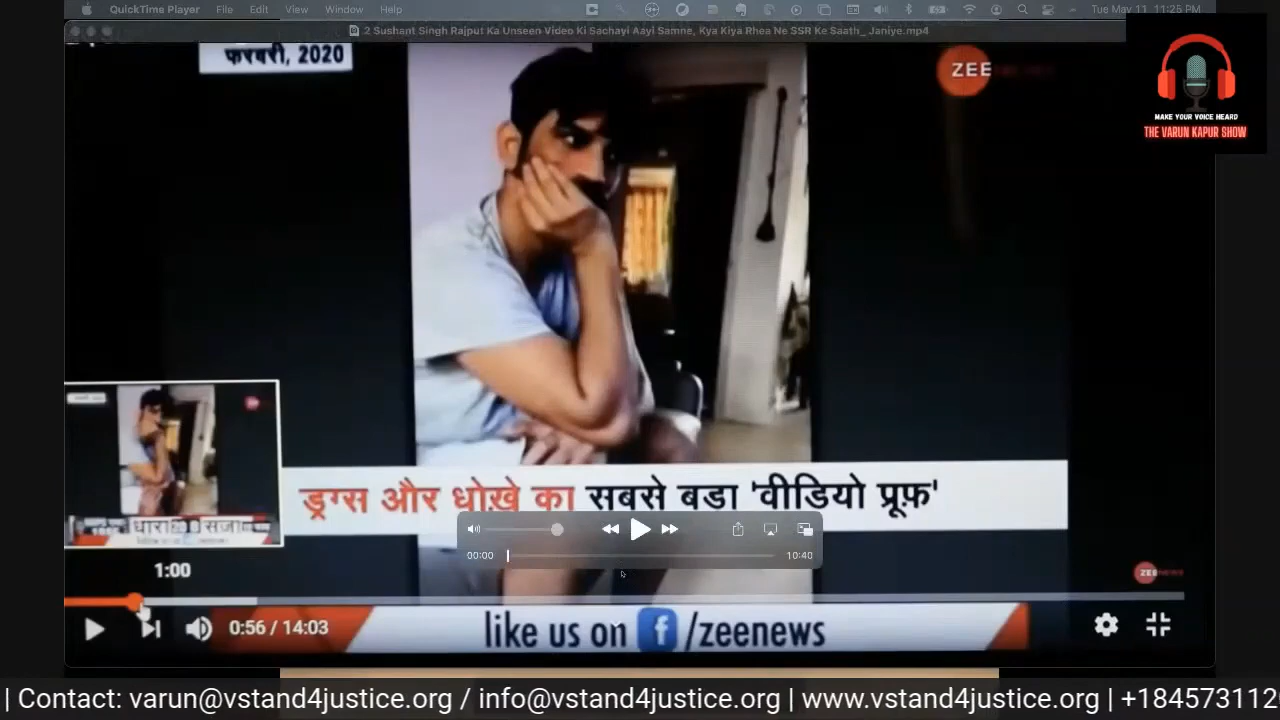 QuickTime Player File Edit View Window Help
Tue May 11, 11:25 PM
2 Sushant Singh Rajput Ka Unseen Video Ki Sachayi Aayi Samne, Kya Kiya Rhea Ne SSR Ke Saath_ Janiye.mp4
फरवरी, 2020
ZEE
MAKE YOUR VOICE HEARD
THE VARUN KAPUR SHOW
ड्रग्स और धोखे का सबसे बडा 'वीडियो प्रूफ़'
00:00
10:40
1:00
ZEE NEWS
0:56 / 14:03
like us on f /zeenews
| Contact: varun@vstand4justice.org / info@vstand4justice.org | www.vstand4justice.org | +184573112